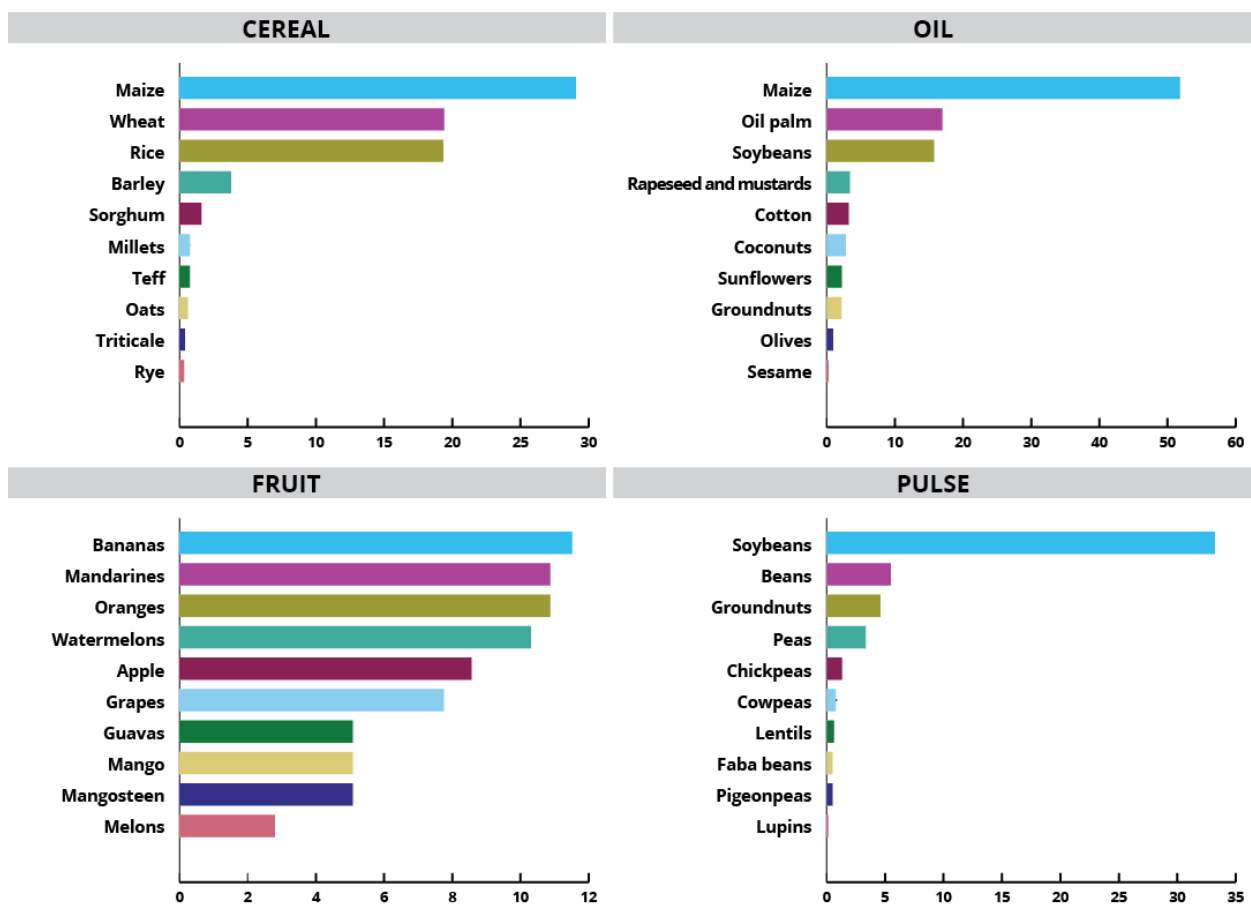 CEREAL
Maize
Wheat
Rice
Barley
Sorghum
Millets
Teff
Oats
Triticale
Rye
0 5 10 15 20 25 30
OIL
Maize
Oil palm
Soybeans
Rapeseed and mustards
Cotton
Coconuts
Sunflowers
Groundnuts
Olives
Sesame
0 10 20 30 40 50 60
FRUIT
Bananas
Mandarines
Oranges
Watermelons
Apple
Grapes
Guavas
Mango
Mangosteen
Melons
0 2 4 6 8 10 12
PULSE
Soybeans
Beans
Groundnuts
Peas
Chickpeas
Cowpeas
Lentils
Faba beans
Pigeonpeas
Lupins
0 5 10 15 20 25 30 35